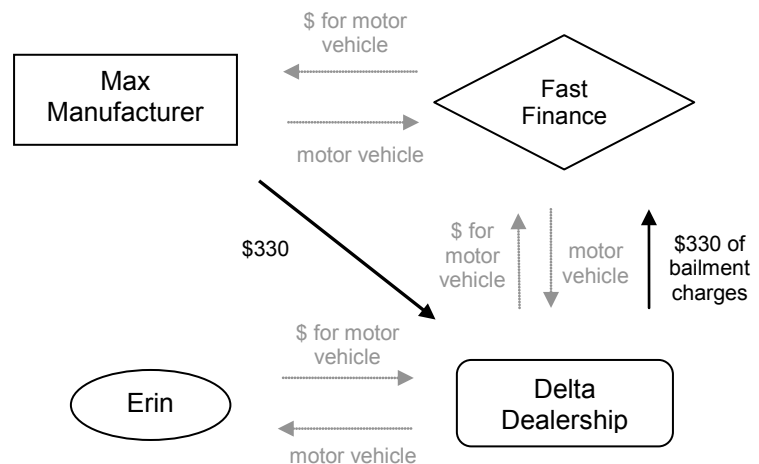 $ for motor
vehicle
Max
Manufacturer
Fast
Finance
motor vehicle
$330
$ for
motor
vehicle
motor
vehicle
$330 of
bailment
charges
$ for motor
vehicle
Erin
Delta
Dealership
motor vehicle